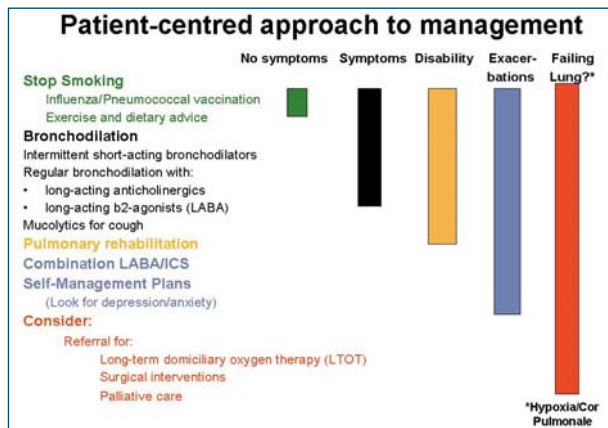 Patient-centred approach to management
No symptoms
Symptoms
Disability
Exacer-
bations
Failing
Lung?*
Stop Smoking
Influenza/Pneumococcal vaccination
Exercise and dietary advice
Bronchodilation
Intermittent short-acting bronchodilators
Regular bronchodilation with:
• long-acting anticholinergics
• long-acting b2-agonists (LABA)
Mucolytics for cough
Pulmonary rehabilitation
Combination LABA/ICS
Self-Management Plans
(Look for depression/anxiety)
Consider:
Referral for:
Long-term domiciliary oxygen therapy (LTOT)
Surgical interventions
Palliative care
*Hypoxia/Cor
Pulmonale